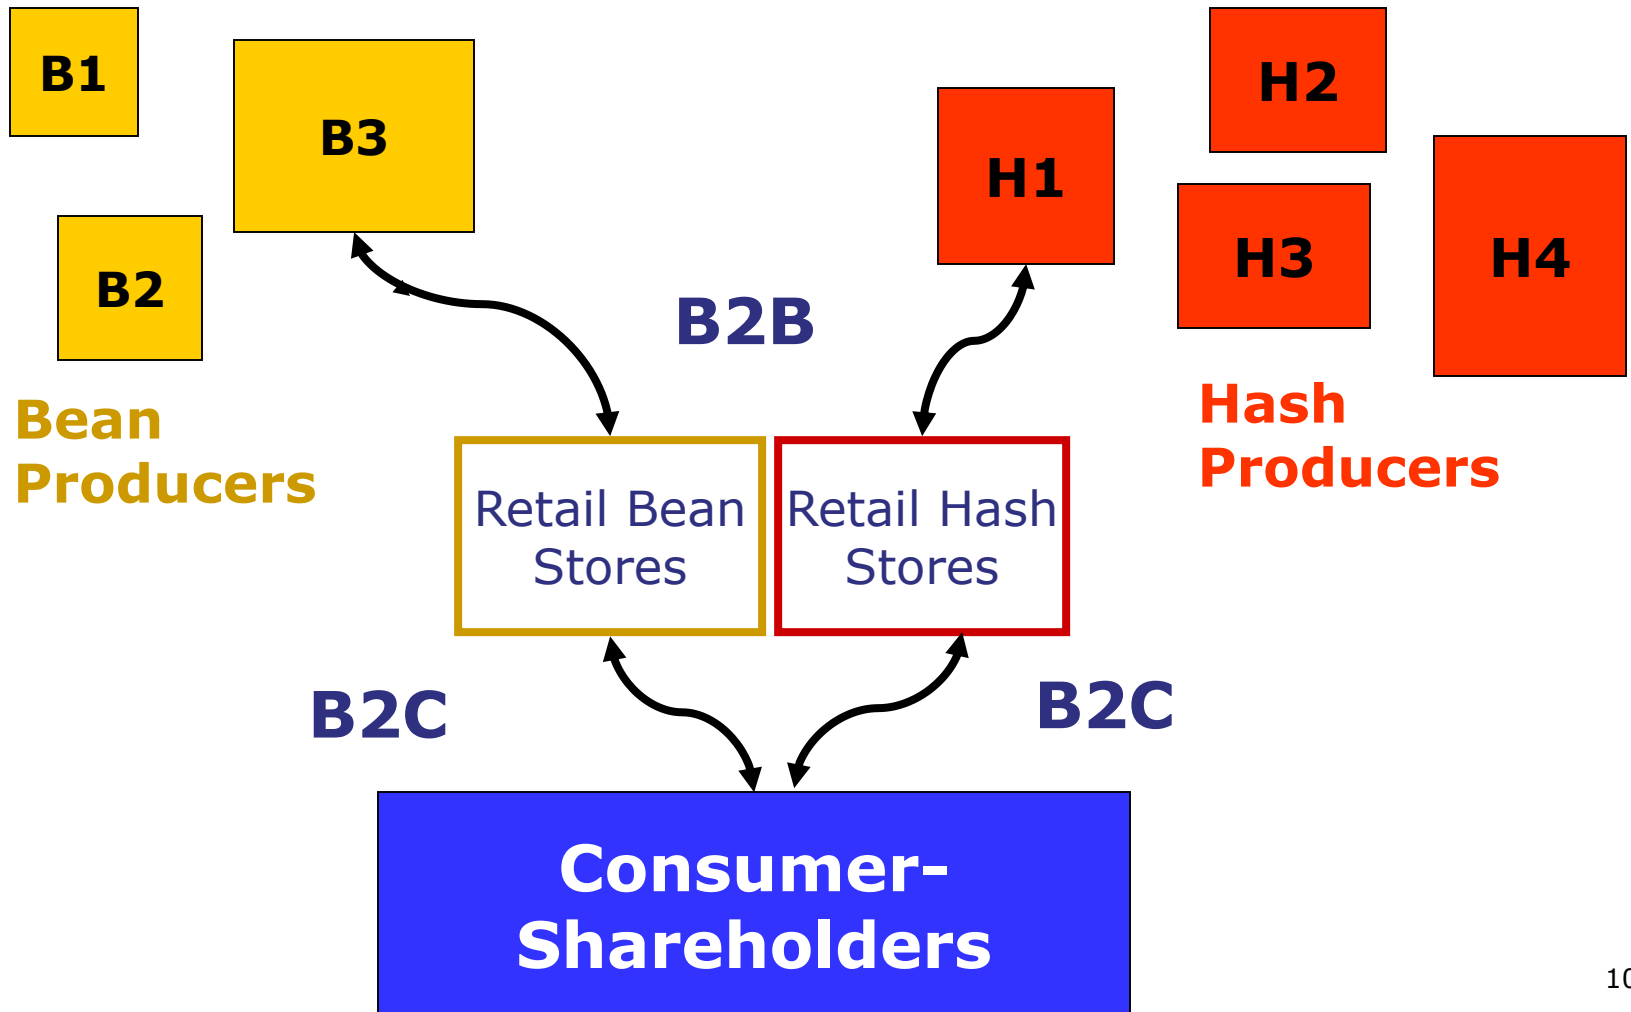 B1
B3
H2
H1
H3
H4
B2
B2B
Bean
Producers
Hash
Producers
Retail Bean
Stores
Retail Hash
Stores
B2C
B2C
Consumer-
Shareholders
10